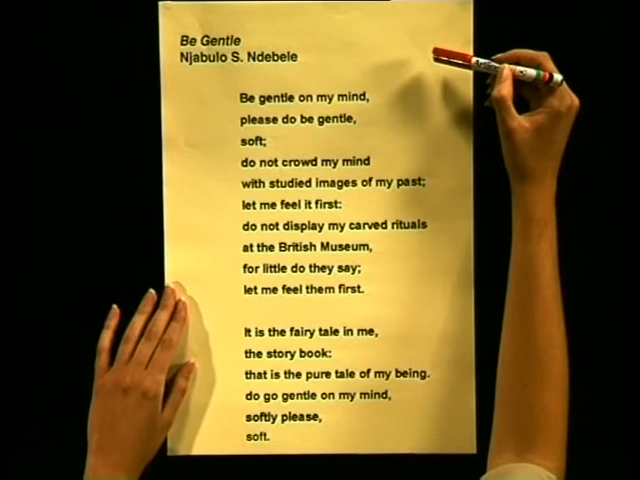 Be Gentle
Njabulo S. Ndebele
Be gentle on my mind,
please do be gentle,
soft;
do not crowd my mind
with studied images of my past;
let me feel it first:
do not display my carved rituals
at the British Museum,
for little do they say;
let me feel them first.
It is the fairy tale in me,
the story book:
that is the pure tale of my being.
do go gentle on my mind,
softly please,
soft.